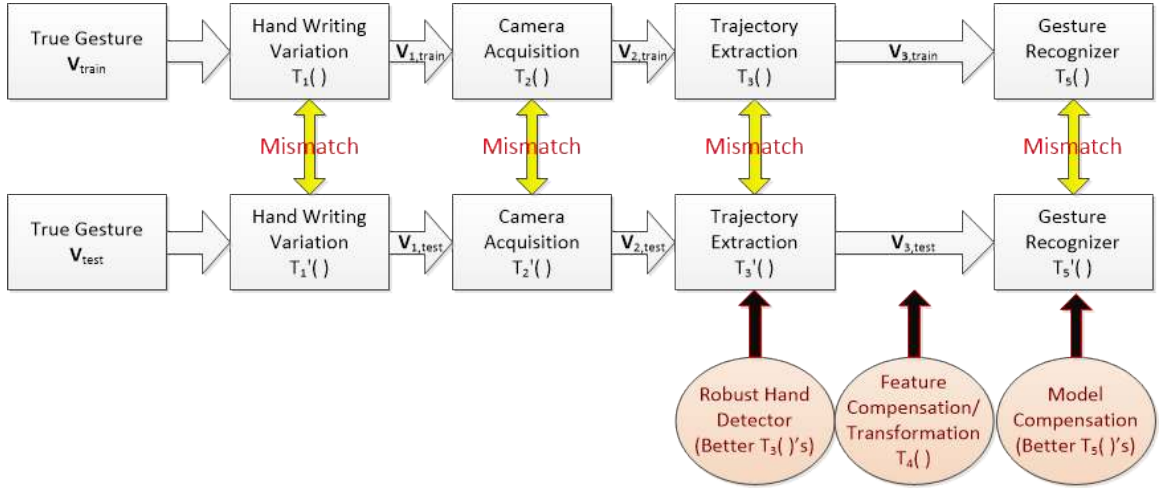 True Gesture
V_train
Hand Writing
Variation
T₁( )
V₁,train
Camera
Acquisition
T₂( )
V₂,train
Trajectory
Extraction
T₃( )
V₃,train
Gesture
Recognizer
T₅( )
Mismatch
Mismatch
Mismatch
Mismatch
True Gesture
V_test
Hand Writing
Variation
T₁'( )
V₁,test
Camera
Acquisition
T₂'( )
V₂,test
Trajectory
Extraction
T₃'( )
V₃,test
Gesture
Recognizer
T₅'( )
Robust Hand
Detector
(Better T₃( )'s)
Feature
Compensation/
Transformation
T₄( )
Model
Compensation
(Better T₅( )'s)